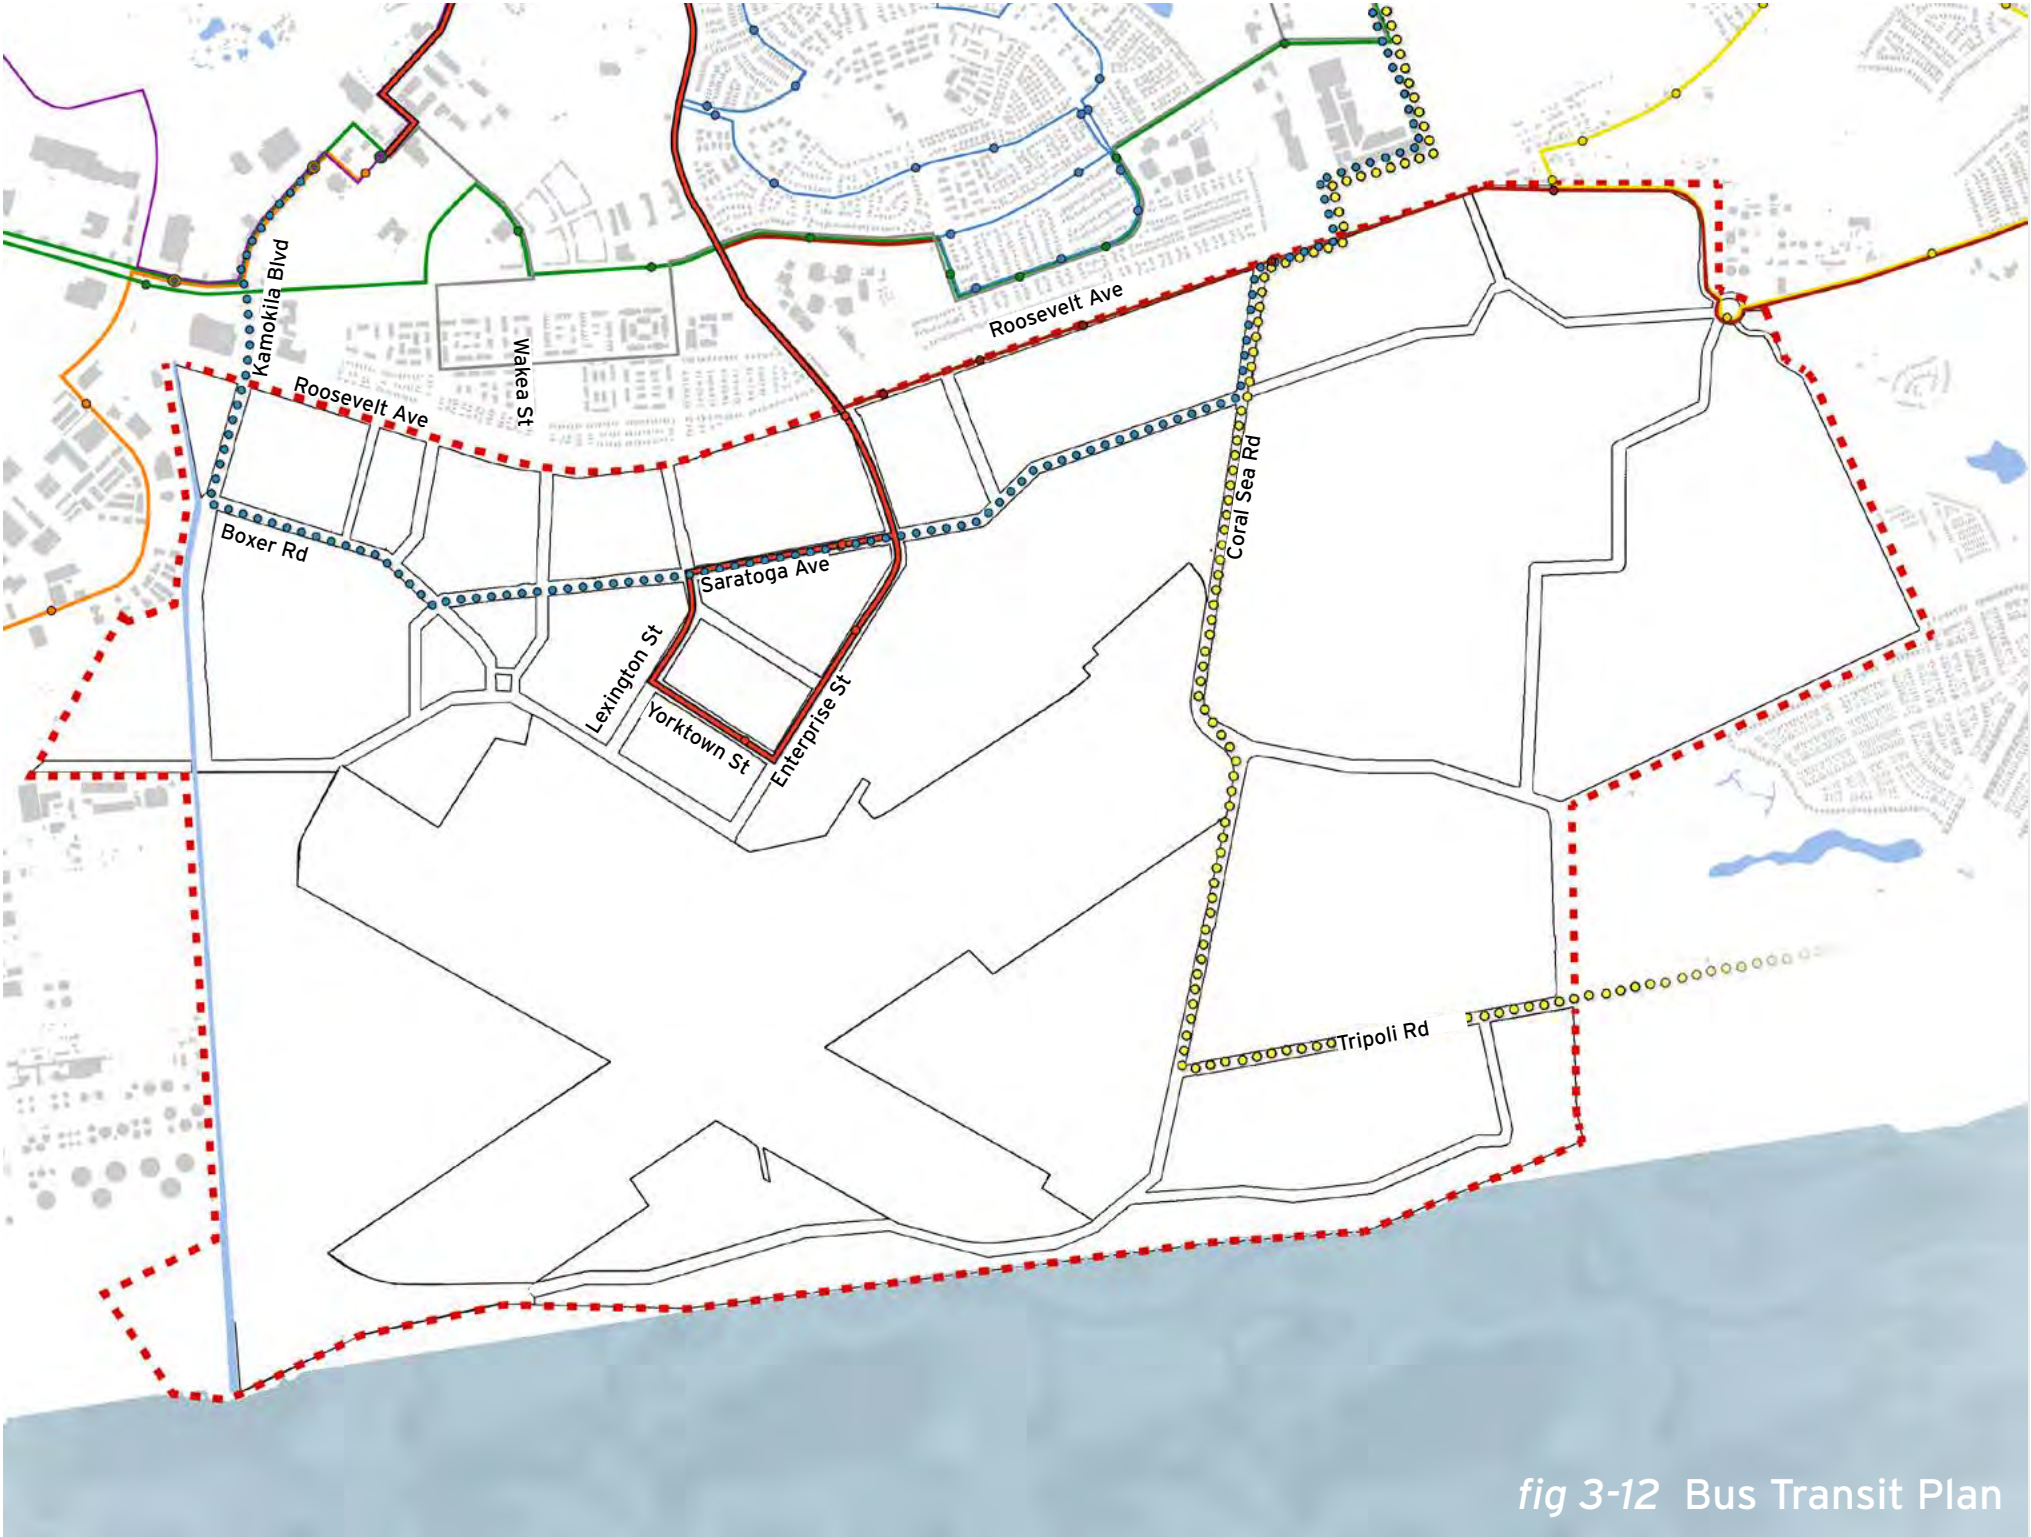 Kamokila Blvd
Roosevelt Ave
Wakea St
Roosevelt Ave
Boxer Rd
Coral Sea Rd
Saratoga Ave
Lexington St
Yorktown St
Enterprise St
Tripoli Rd
fig 3-12 Bus Transit Plan